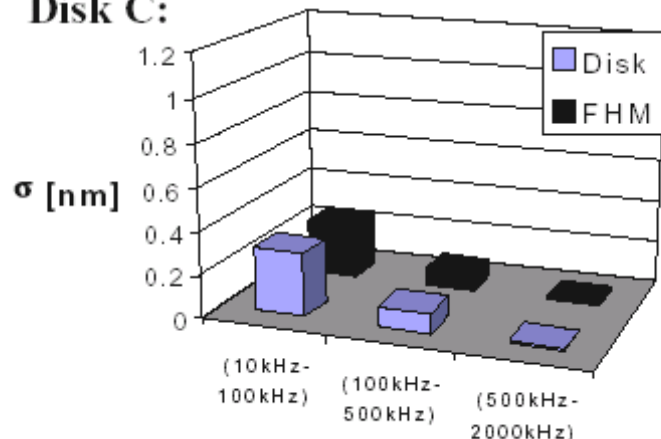 Disk C:
1.2
1
0.8
0.6
0.4
0.2
0
σ [nm]
Disk
FHM
(10kHz-
100kHz)
(100kHz-
500kHz)
(500kHz-
2000kHz)